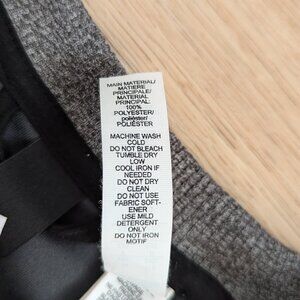 MAIN MATERIAL/
MATIÈRE
PRINCIPALE/
MATERIAL
PRINCIPAL:
100%
POLYESTER/
poliéster/
POLIÉSTER
MACHINE WASH
COLD
DO NOT BLEACH
TUMBLE DRY
LOW
COOL IRON IF
NEEDED
DO NOT DRY
CLEAN
DO NOT USE
FABRIC SOFT-
ENER
USE MILD
DETERGENT
ONLY
DO NOT IRON
MOTIF